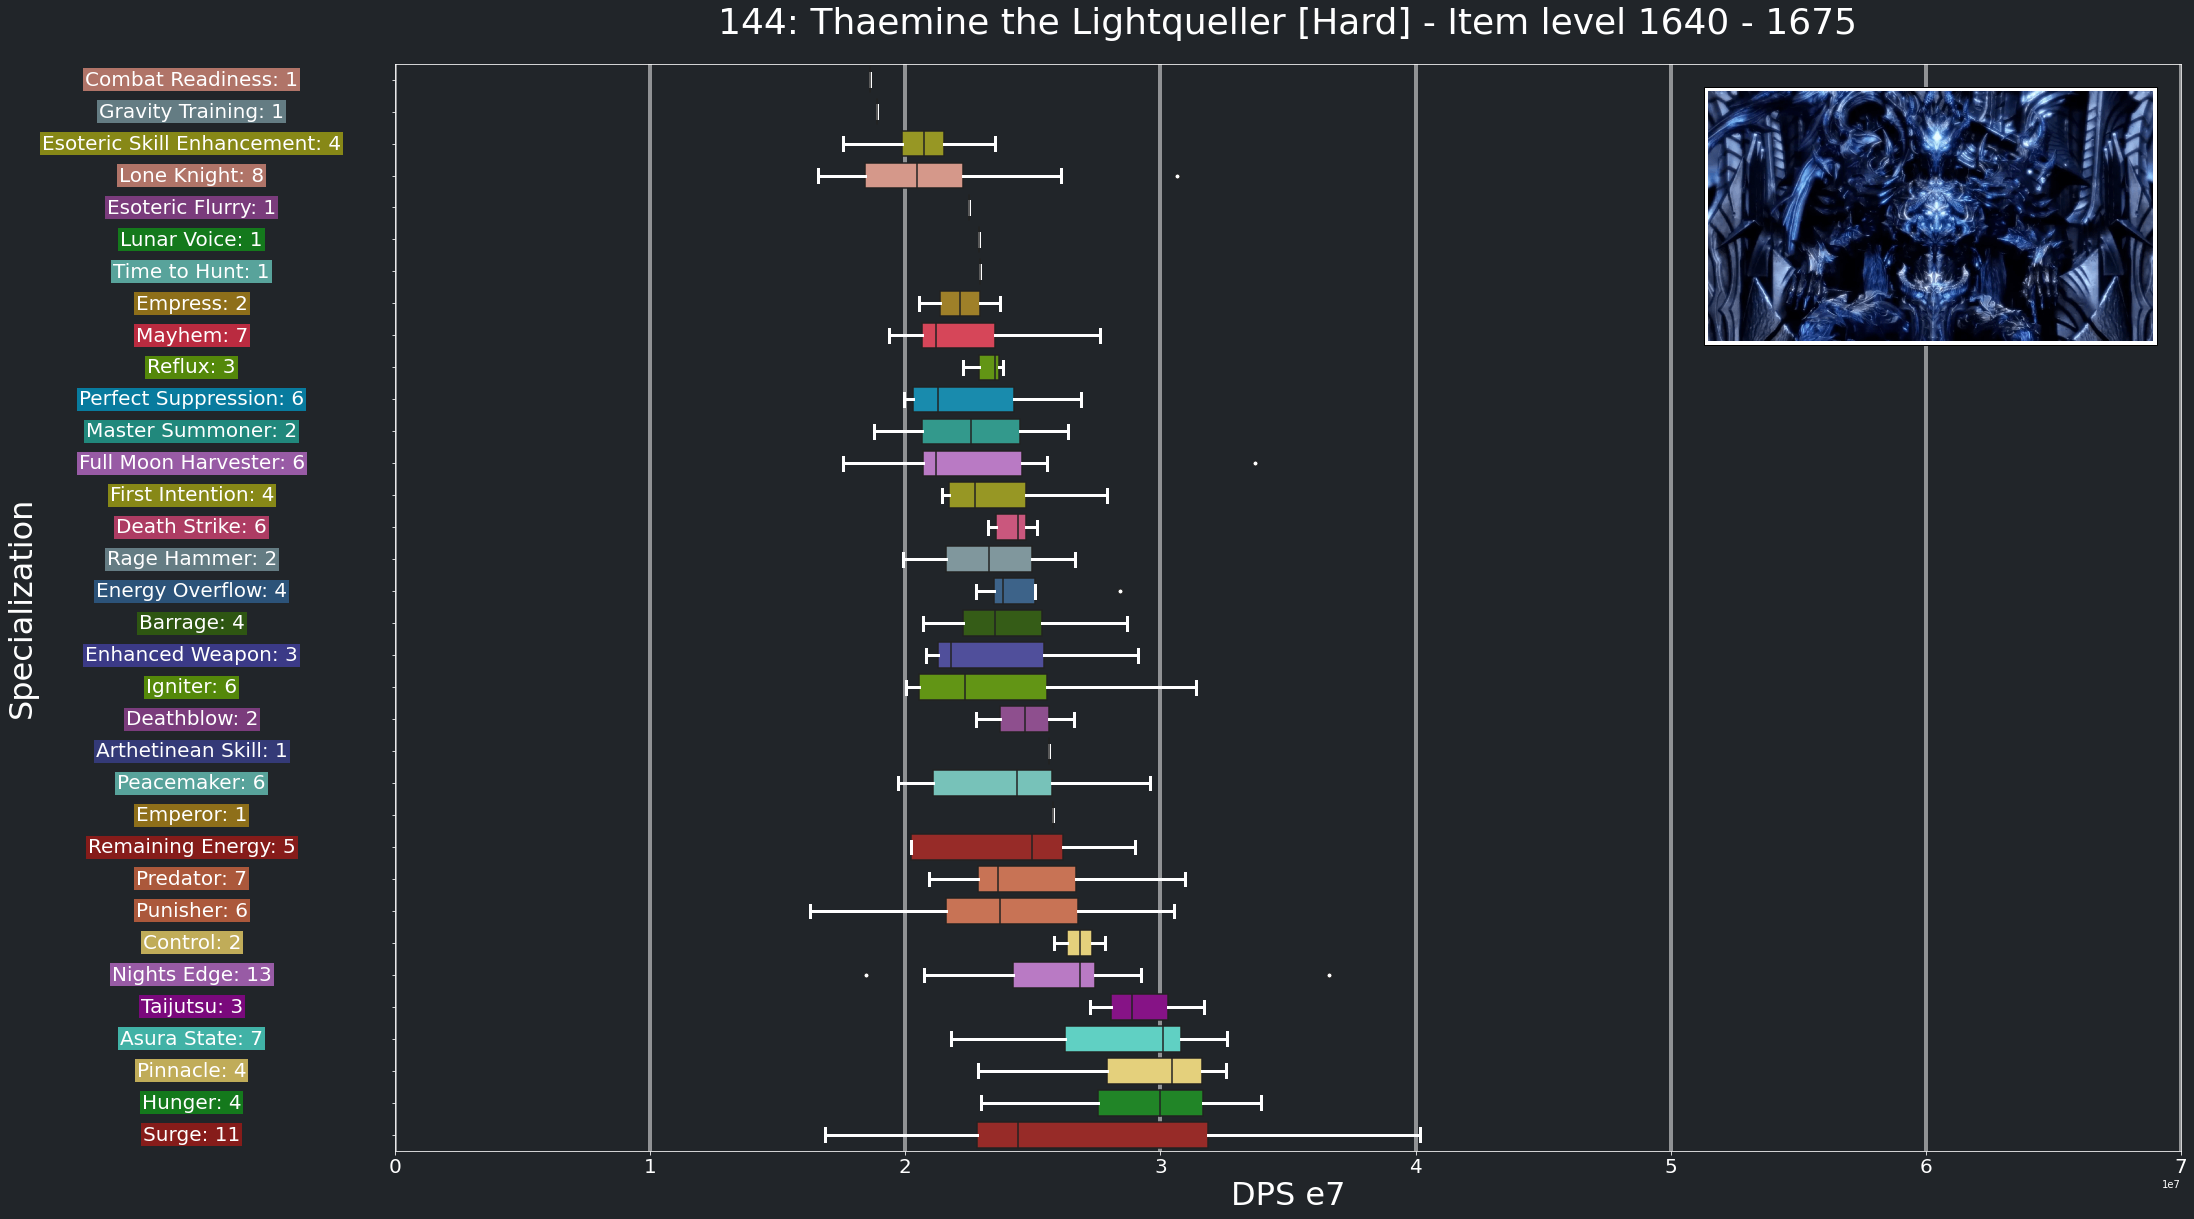 144: Thaemine the Lightqueller [Hard] - Item level 1640 - 1675
Specialization
Combat Readiness: 1
Gravity Training: 1
Esoteric Skill Enhancement: 4
Lone Knight: 8
Esoteric Flurry: 1
Lunar Voice: 1
Time to Hunt: 1
Empress: 2
Mayhem: 7
Reflux: 3
Perfect Suppression: 6
Master Summoner: 2
Full Moon Harvester: 6
First Intention: 4
Death Strike: 6
Rage Hammer: 2
Energy Overflow: 4
Barrage: 4
Enhanced Weapon: 3
Igniter: 6
Deathblow: 2
Arthetinean Skill: 1
Peacemaker: 6
Emperor: 1
Remaining Energy: 5
Predator: 7
Punisher: 6
Control: 2
Nights Edge: 13
Taijutsu: 3
Asura State: 7
Pinnacle: 4
Hunger: 4
Surge: 11
0 1 2 3 4 5 6 7
1e7
DPS e7